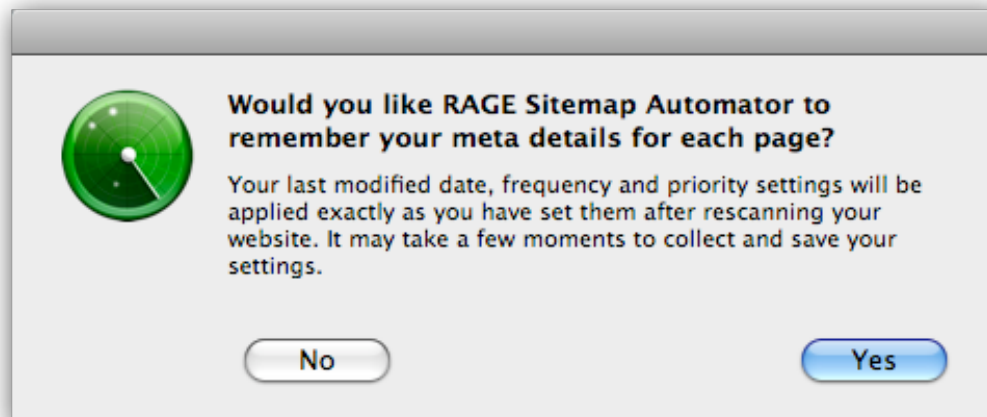 Would you like RAGE Sitemap Automator to
remember your meta details for each page?
Your last modified date, frequency and priority settings will be
applied exactly as you have set them after rescanning your
website. It may take a few moments to collect and save your
settings.
No
Yes